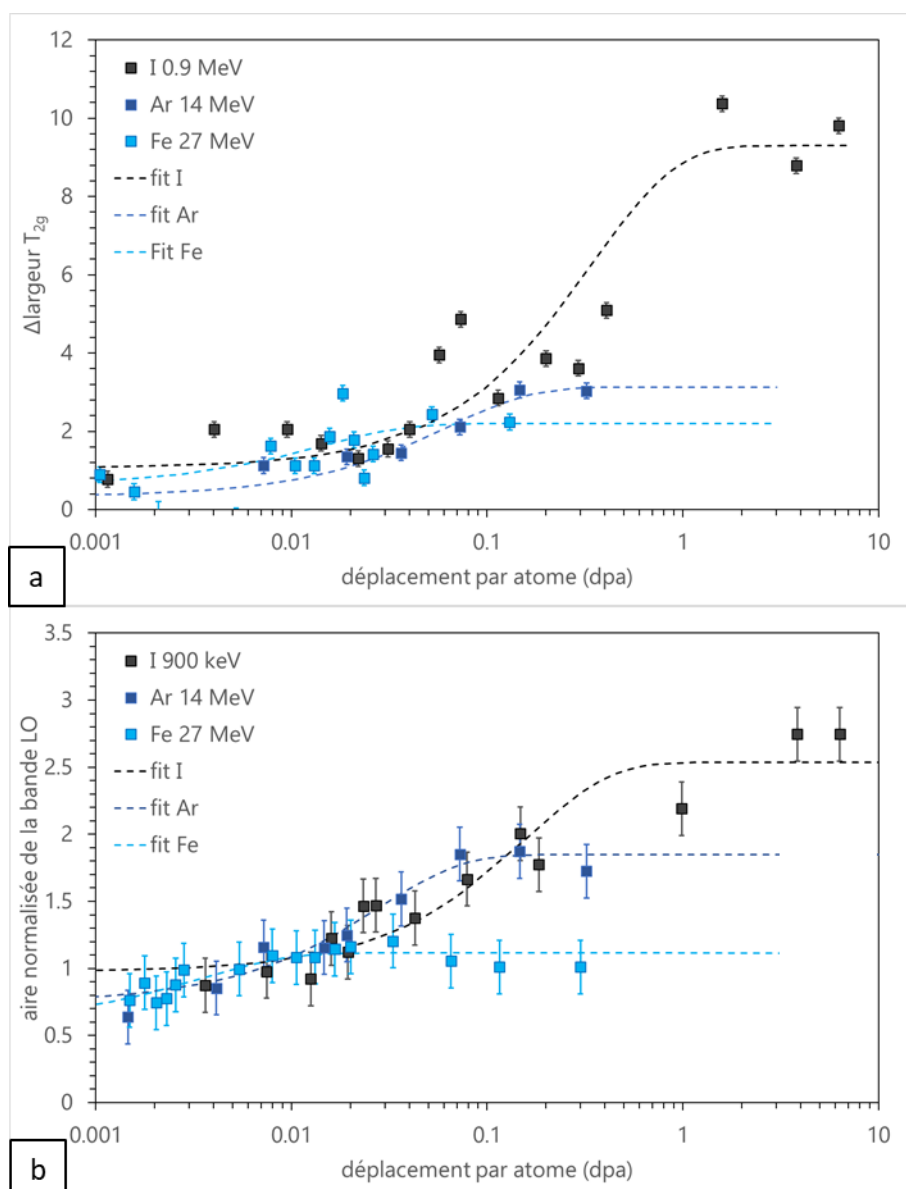 12
10
8
6
4
2
0
ΔlargeurT2g
I 0.9 MeV
Ar 14 MeV
Fe 27 MeV
fit I
fit Ar
Fit Fe
0.001
0.01
0.1
1
10
déplacement par atome (dpa)
a
3.5
3
2.5
2
1.5
1
0.5
0
aire normalisée de la bande LO
I 900 keV
Ar 14 MeV
Fe 27 MeV
fit I
fit Ar
fit Fe
0.001
0.01
0.1
1
10
déplacement par atome (dpa)
b